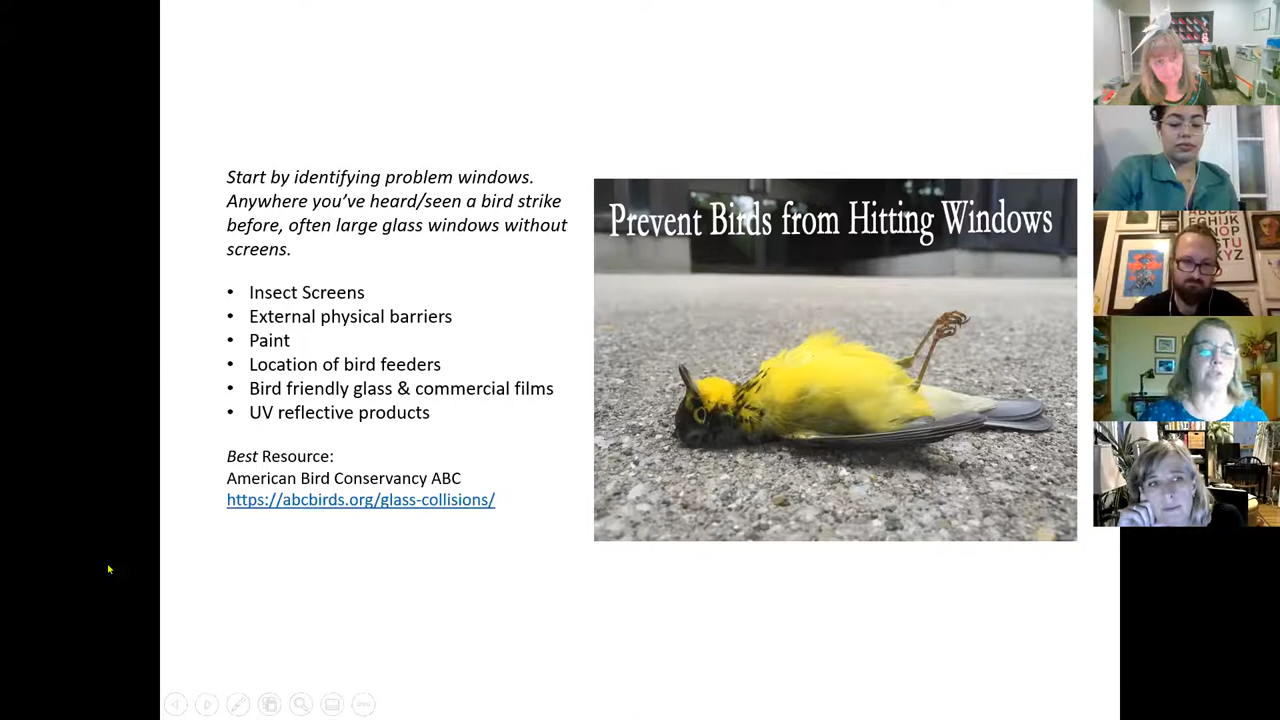 Start by identifying problem windows.
Anywhere you've heard/seen a bird strike
before, often large glass windows without
screens.
• Insect Screens
• External physical barriers
• Paint
• Location of bird feeders
• Bird friendly glass & commercial films
• UV reflective products
Best Resource:
American Bird Conservancy ABC
https://abcbirds.org/glass-collisions/
Prevent Birds from Hitting Windows